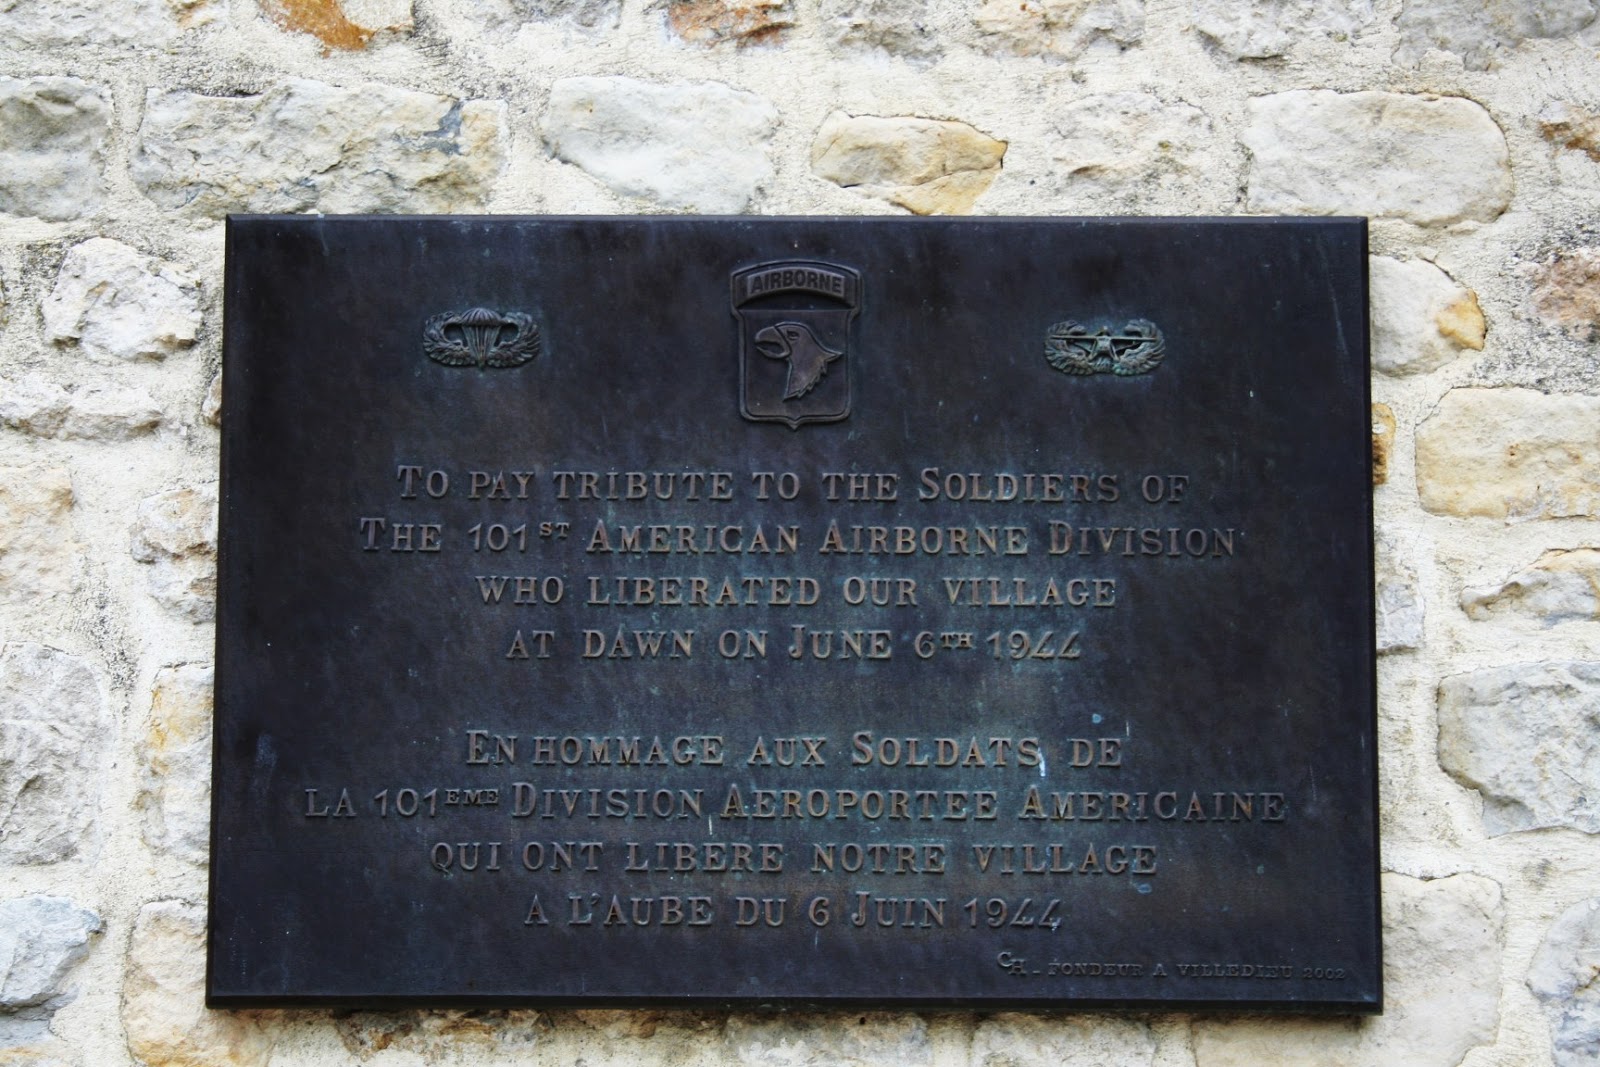 AIRBORNE
TO PAY TRIBUTE TO THE SOLDIERS OF
THE 101ST AMERICAN AIRBORNE DIVISION
WHO LIBERATED OUR VILLAGE
AT DAWN ON JUNE 6TH 1944
EN HOMMAGE AUX SOLDATS DE
LA 101EME DIVISION AEROPORTEE AMERICAINE
QUI ONT LIBERE NOTRE VILLAGE
A L'AUBE DU 6 JUIN 1944
CH - FONDEUR A VILLEDIEU 2002